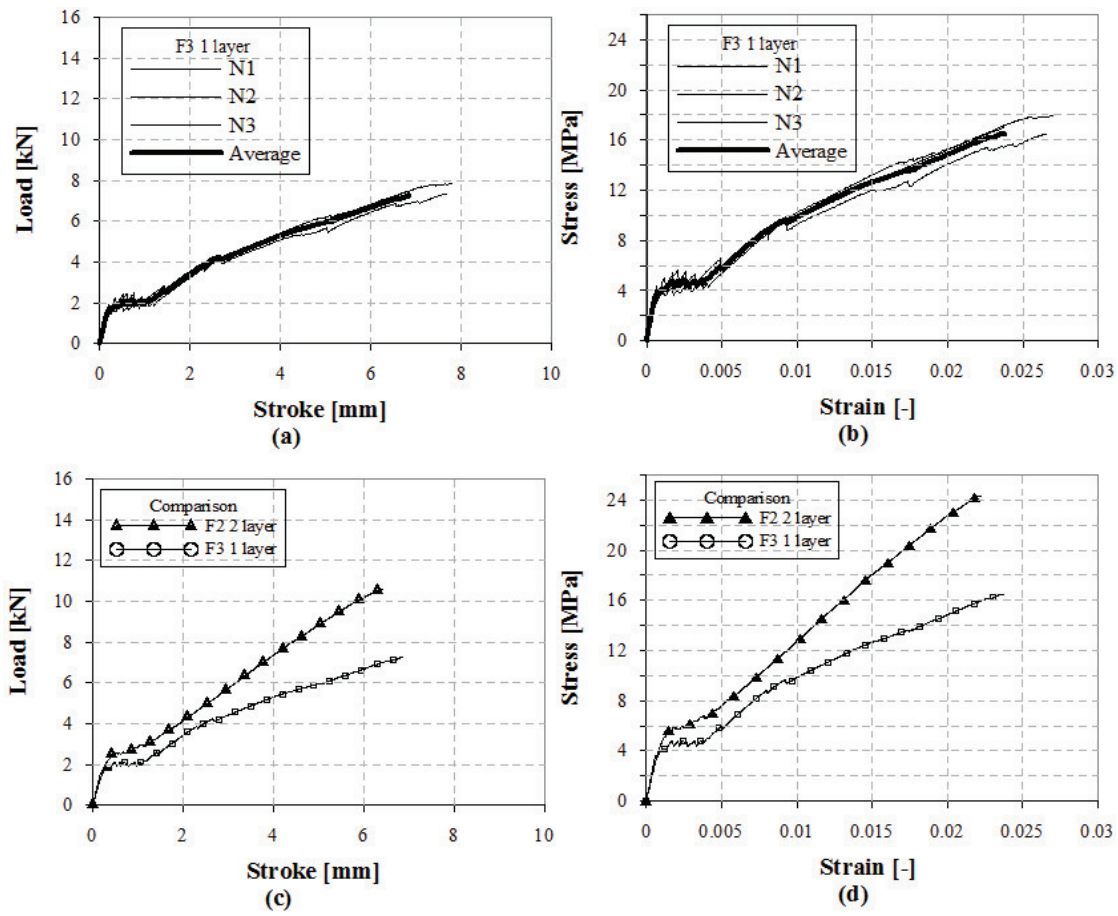 16
14
12
10
8
6
4
2
0
Load [kN]
F3 1 layer
N1
N2
N3
Average
0 2 4 6 8 10
Stroke [mm]
(a)
24
20
16
12
8
4
0
Stress [MPa]
F3 1 layer
N1
N2
N3
Average
0 0.005 0.01 0.015 0.02 0.025 0.03
Strain [-]
(b)
16
14
12
10
8
6
4
2
0
Load [kN]
Comparison
F2 2 layer
F3 1 layer
0 2 4 6 8 10
Stroke [mm]
(c)
24
20
16
12
8
4
0
Stress [MPa]
Comparison
F2 2 layer
F3 1 layer
0 0.005 0.01 0.015 0.02 0.025 0.03
Strain [-]
(d)